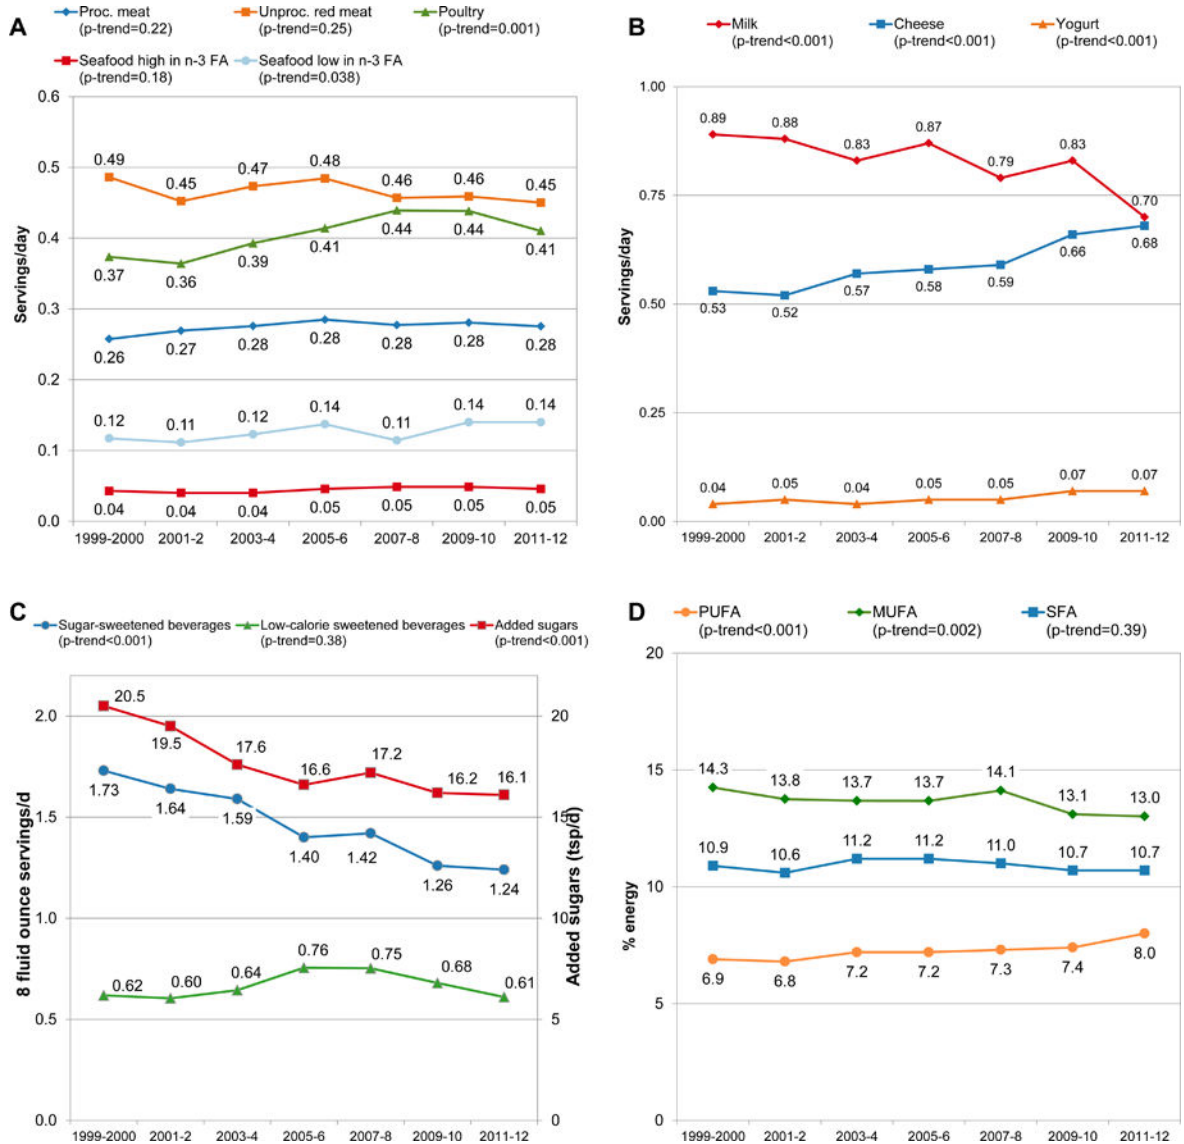 A
Proc. meat
(p-trend=0.22)
Unproc. red meat
(p-trend=0.25)
Poultry
(p-trend=0.001)
Seafood high in n-3 FA
(p-trend=0.18)
Seafood low in n-3 FA
(p-trend=0.038)
Servings/day
0.6
0.5
0.4
0.3
0.2
0.1
0.0
0.49 0.45 0.47 0.48 0.46 0.46 0.45
0.37 0.36 0.39 0.41 0.44 0.44 0.41
0.26 0.27 0.28 0.28 0.28 0.28 0.28
0.12 0.11 0.12 0.14 0.11 0.14 0.14
0.04 0.04 0.04 0.05 0.05 0.05 0.05
1999-2000 2001-2 2003-4 2005-6 2007-8 2009-10 2011-12
B
Milk
(p-trend<0.001)
Cheese
(p-trend<0.001)
Yogurt
(p-trend<0.001)
Servings/day
1.00
0.75
0.50
0.25
0.00
0.89 0.88 0.83 0.87 0.79 0.83 0.70
0.53 0.52 0.57 0.58 0.59 0.66 0.68
0.04 0.05 0.04 0.05 0.05 0.07 0.07
1999-2000 2001-2 2003-4 2005-6 2007-8 2009-10 2011-12
C
Sugar-sweetened beverages
(p-trend<0.001)
Low-calorie sweetened beverages
(p-trend=0.38)
Added sugars
(p-trend<0.001)
8 fluid ounce servings/d
2.0
1.5
1.0
0.5
0.0
20.5 19.5 17.6 16.6 17.2 16.2 16.1
1.73 1.64 1.59 1.40 1.42 1.26 1.24
0.62 0.60 0.64 0.76 0.75 0.68 0.61
Added sugars (tsp/d)
20
15
10
5
0
1999-2000 2001-2 2003-4 2005-6 2007-8 2009-10 2011-12
D
PUFA
(p-trend<0.001)
MUFA
(p-trend=0.002)
SFA
(p-trend=0.39)
% energy
20
15
10
5
0
14.3 13.8 13.7 13.7 14.1 13.1 13.0
10.9 10.6 11.2 11.2 11.0 10.7 10.7
6.9 6.8 7.2 7.2 7.3 7.4 8.0
1999-2000 2001-2 2003-4 2005-6 2007-8 2009-10 2011-12